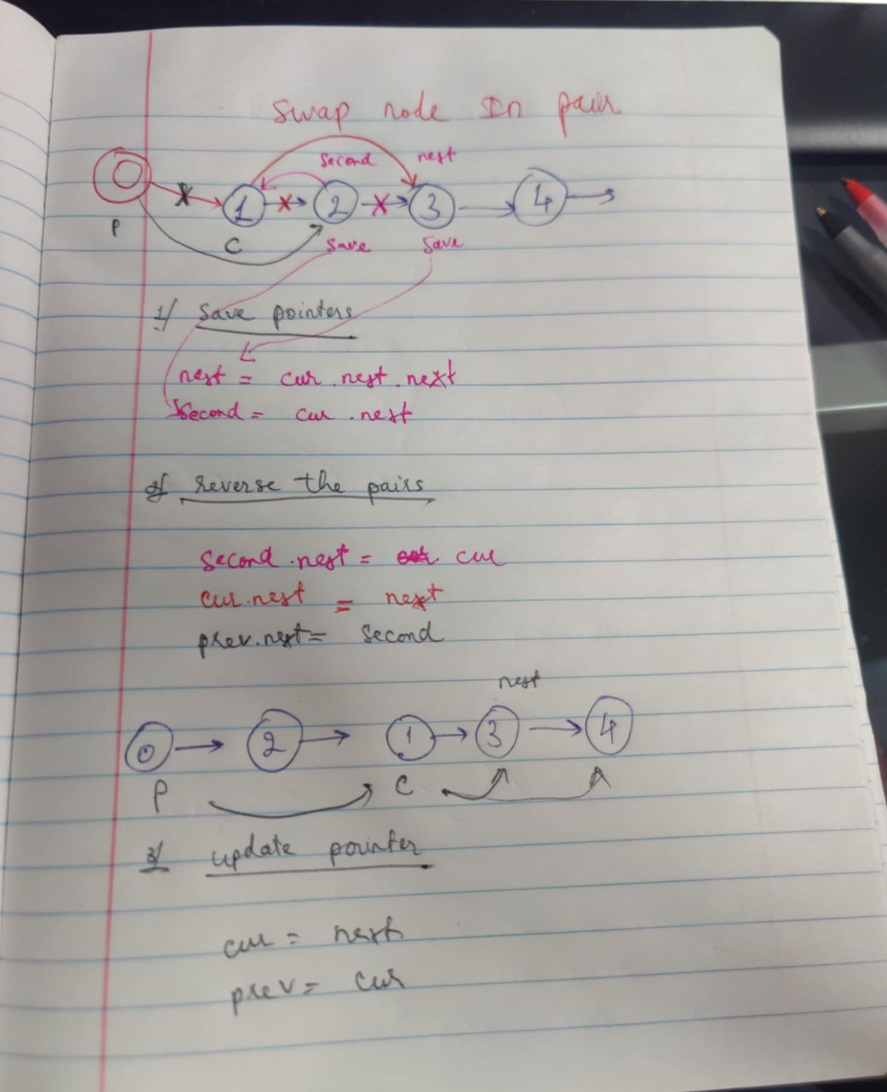 Swap node In pair
second next
0 1 2 3 4
P C save save
1/ save pointers
next = cur.next.next
second = cur.next
2/ reverse the pairs
second.next = cur
cur.next = next
prev.next = second
next
0 2 1 3 4
P C
3/ update pointer
cur = next
prev = cur